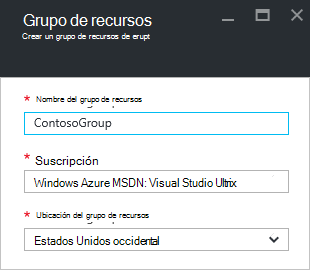 Grupo de recursos
Crear un grupo de recursos de erupt
* Nombre del grupo de recursos
ContosoGroup
* Suscripción
Windows Azure MSDN: Visual Studio Ultrix
* Ubicación del grupo de recursos
Estados Unidos occidental